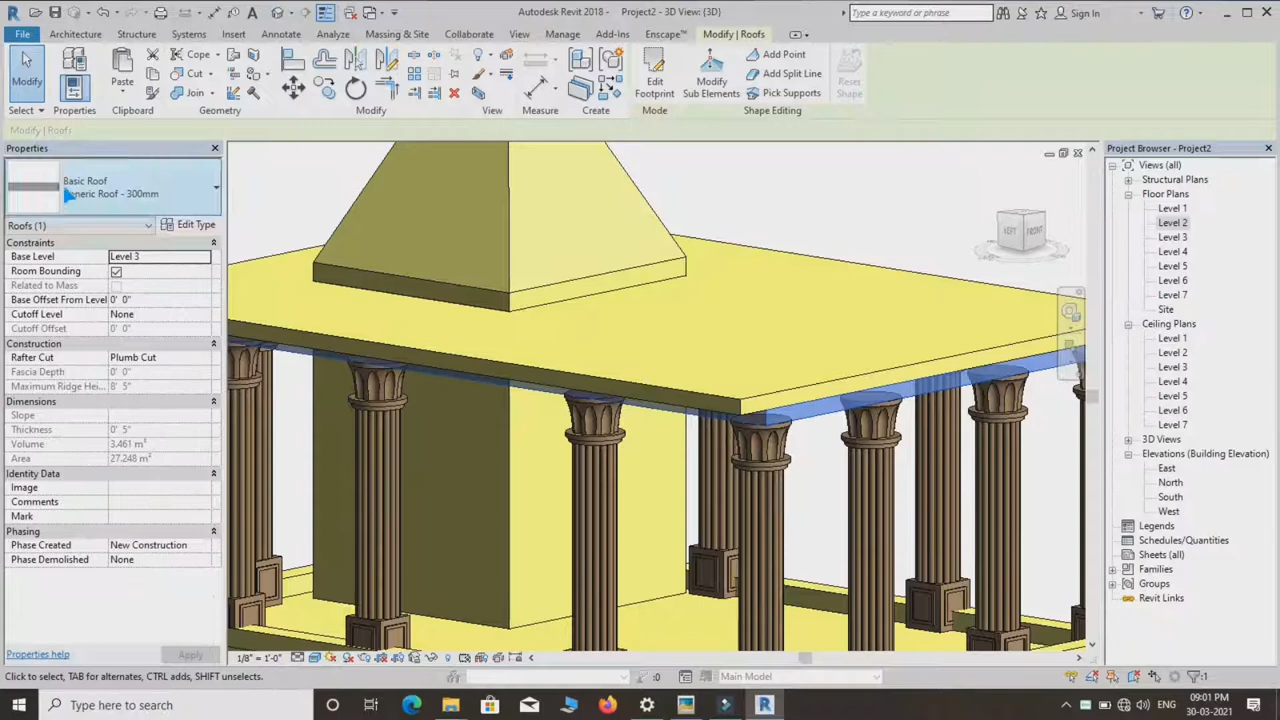 Autodesk Revit 2018 - Project2 - 3D View: {3D}
Type a keyword or phrase
Sign In
File Architecture Structure Systems Insert Annotate Analyze Massing & Site Collaborate View Manage Add-Ins Enscape™ Modify | Roofs
Modify
Select
Properties
Paste
Clipboard
Cope
Cut
Join
Geometry
Modify
View
Measure
Create
Edit
Footprint
Mode
Modify
Sub Elements
Add Point
Add Split Line
Pick Supports
Reset
Shape
Shape Editing
Modify | Roofs
Properties
Basic Roof
eneric Roof - 300mm
Roofs (1)
Edit Type
Constraints
Base Level Level 3
Room Bounding
Related to Mass
Base Offset From Level 0' 0"
Cutoff Level None
Cutoff Offset 0' 0"
Construction
Rafter Cut Plumb Cut
Fascia Depth 0' 0"
Maximum Ridge Hei... 8' 5"
Dimensions
Slope
Thickness 0' 5"
Volume 3.461 m³
Area 27.248 m²
Identity Data
Image
Comments
Mark
Phasing
Phase Created New Construction
Phase Demolished None
Properties help
Apply
LEFT FRONT
Project Browser - Project2
Views (all)
Structural Plans
Floor Plans
Level 1
Level 2
Level 3
Level 4
Level 5
Level 6
Level 7
Site
Ceiling Plans
Level 1
Level 2
Level 3
Level 4
Level 5
Level 6
Level 7
3D Views
Elevations (Building Elevation)
East
North
South
West
Legends
Schedules/Quantities
Sheets (all)
Families
Groups
Revit Links
1/8" = 1'-0"
Click to select, TAB for alternates, CTRL adds, SHIFT unselects.
:0
Main Model
:1
Type here to search
ENG
09:01 PM
30-03-2021